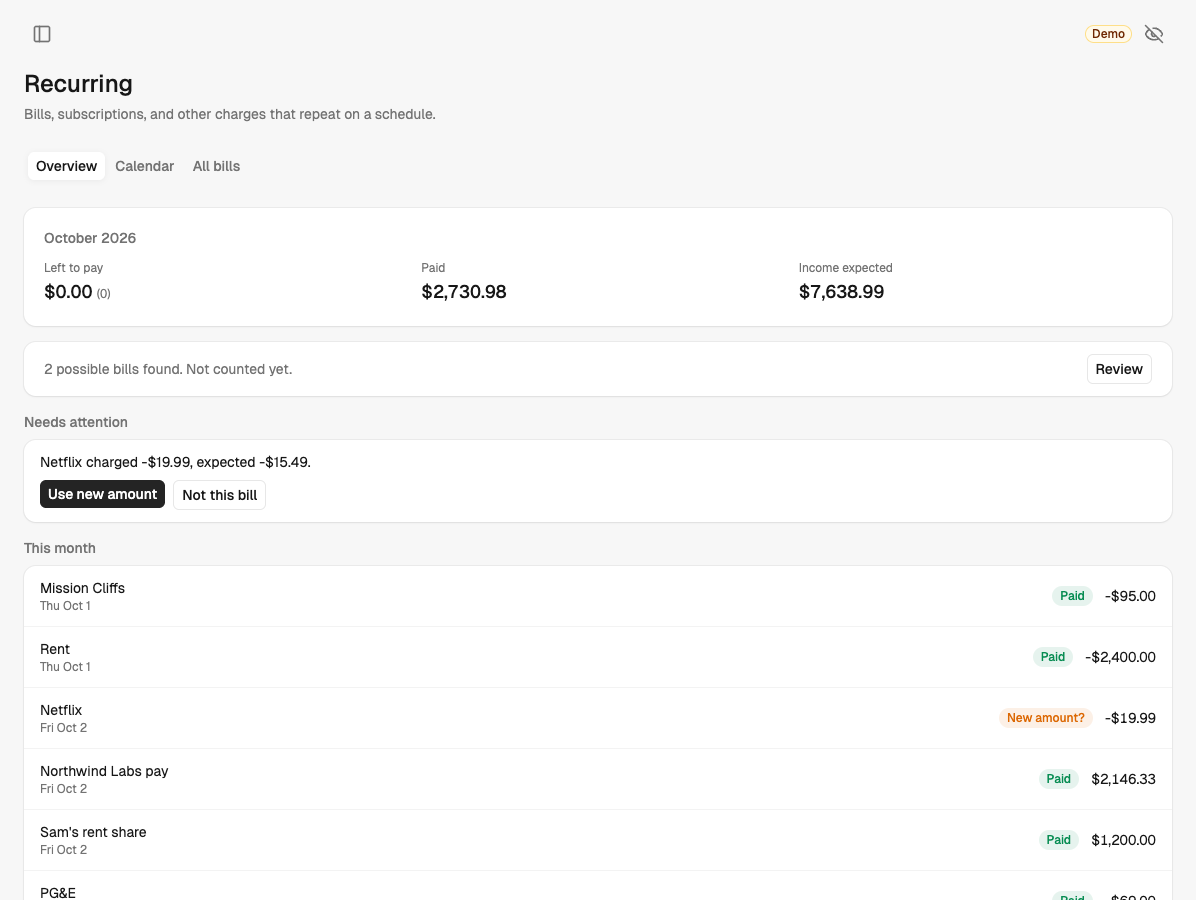 Demo
Recurring
Bills, subscriptions, and other charges that repeat on a schedule.
Overview Calendar All bills
October 2026
Left to pay Paid Income expected
$0.00 (0) $2,730.98 $7,638.99
2 possible bills found. Not counted yet. Review
Needs attention
Netflix charged -$19.99, expected -$15.49.
Use new amount Not this bill
This month
Mission Cliffs
Thu Oct 1
Paid -$95.00
Rent
Thu Oct 1
Paid -$2,400.00
Netflix
Fri Oct 2
New amount? -$19.99
Northwind Labs pay
Fri Oct 2
Paid $2,146.33
Sam's rent share
Fri Oct 2
Paid $1,200.00
PG&E
Paid